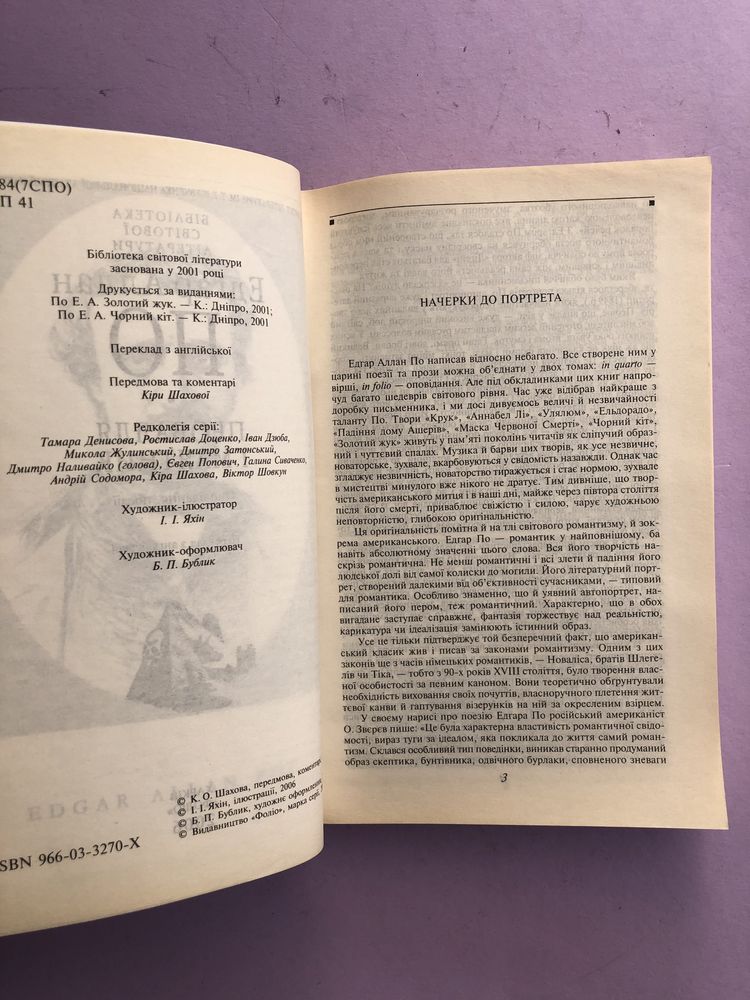 84(7СПО)
П 41
Бібліотека світової літератури
заснована у 2001 році
Друкується за виданнями:
По Е. А. Золотий жук. — К.: Дніпро, 2001;
По Е. А. Чорний кіт. — К.: Дніпро, 2001
Переклад з англійської
Передмова та коментарі
Кіри Шахової
Редколегія серії:
Тамара Денисова, Ростислав Доценко, Іван Дзюба,
Микола Жулинський, Дмитро Затонський,
Дмитро Наливайко (голова), Євген Попович, Галина Сиваченко,
Андрій Содомора, Кіра Шахова, Віктор Шовкун
Художник-ілюстратор
І. І. Яхін
Художник-оформлювач
Б. П. Бублик
© К. О. Шахова, передмова, коментарі
© І. І. Яхін, ілюстрації, 2006
© Б. П. Бублик, художнє оформлення
© Видавництво «Фоліо», марка серії,
ISBN 966-03-3270-X
НАЧЕРКИ ДО ПОРТРЕТА
Едгар Аллан По написав відносно небагато. Все створене ним у
царині поезії та прози можна об'єднати у двох томах: in quarto —
вірші, in folio — оповідання. Але під обкладинками цих книг напро-
чуд багато шедеврів світового рівня. Час уже відібрав найкраще з
доробку письменника, і ми досі дивуємось величі й незвичайності
таланту По. Твори «Крук», «Аннабел Лі», «Улялюм», «Ельдорадо»,
«Падіння дому Ашерів», «Маска Червоної Смерті», «Чорний кіт»,
«Золотий жук» живуть у пам'яті поколінь читачів як сліпучий образ-
ний і чуттєвий спалах. Музика й барви цих творів, як усе незвичне,
новаторське, зухвале, вкарбовуються у свідомість назавжди. Однак час
згладжує незвичність, новаторство тиражується і стає нормою, зухвале
в мистецтві минулого вже нікого не дратує. Тим дивніше, що твор-
чість американського митця і в наші дні, майже через півтора століття
після його смерті, приваблює свіжістю і силою, чарує художньою
неповторністю, глибокою оригінальністю.
Ця оригінальність помітна й на тлі світового романтизму, й зок-
рема американського. Едгар По — романтик у найповнішому, ба
навіть абсолютному значенні цього слова. Вся його творчість на-
скрізь романтична. Не менш романтичні і всі злети й падіння його
людської долі від самої колиски до могили. Його літературний порт-
рет, створений далекими від об'єктивності сучасниками, — типовий
для романтика. Особливо знаменно, що й уявний автопортрет, на-
писаний його пером, теж романтичний. Характерно, що в обох
вигадане заступає справжнє, фантазія торжествує над реальністю,
карикатура чи ідеалізація замінюють істинний образ.
Усе це тільки підтверджує той безперечний факт, що американ-
ський класик жив і писав за законами романтизму. Одним з цих
законів ще з часів німецьких романтиків, — Новаліса, братів Шлеге-
лів чи Тіка, — тобто з 90-х років XVIII століття, було творення влас-
ної особистості за певним каноном. Вони теоретично обґрунтували
необхідність виховання своїх почуттів, власноручного плетення жит-
тєвої канви й гаптування візерунків на ній за окресленим взірцем.
У своєму нарисі про поезію Едгара По російський американіст
О. Звєрєв пише: «Це була характерна властивість романтичної свідо-
мості, вираз туги за ідеалом, яка покликала до життя самий роман-
тизм. Склався особливий тип поведінки, виникав старанно продуманий
образ скептика, бунтівника, одвічного бурлаки, сповненого зневаги
3